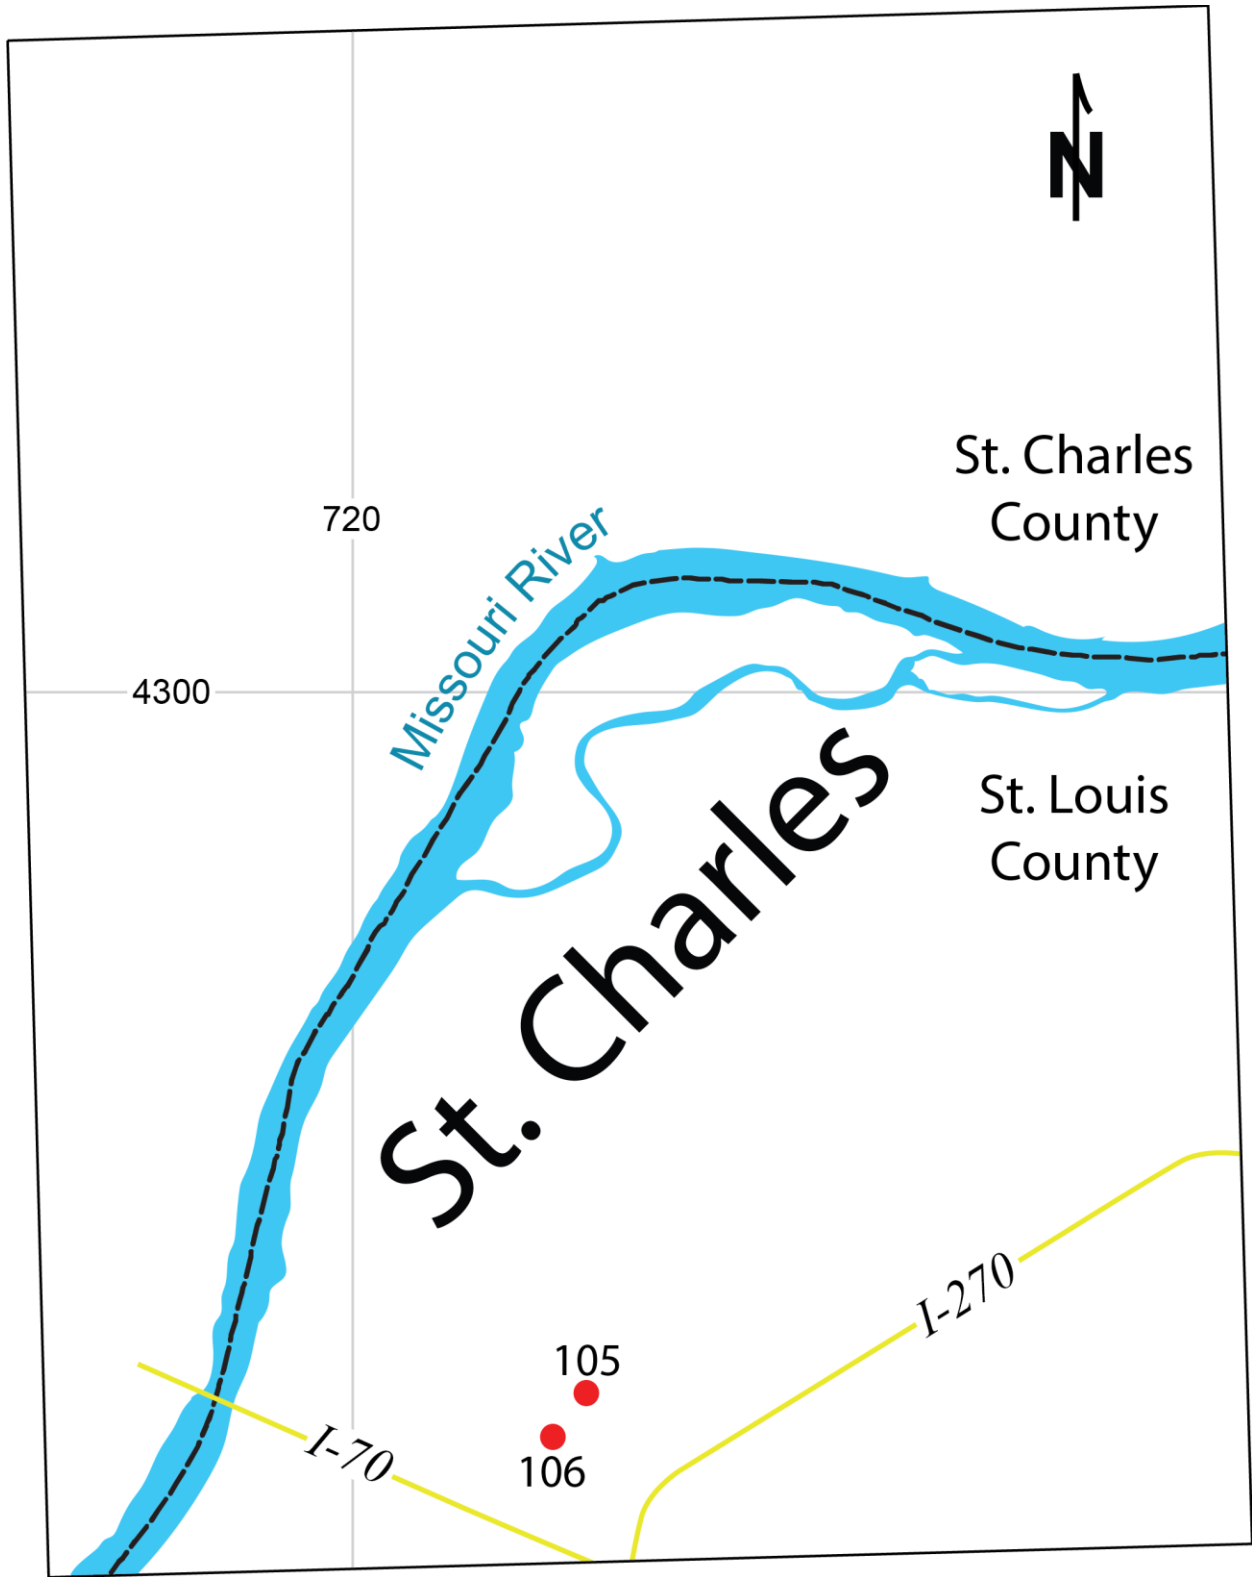 N
St. Charles
County
720
Missouri River
4300
St. Louis
County
St. Charles
I-270
105
I-70
106